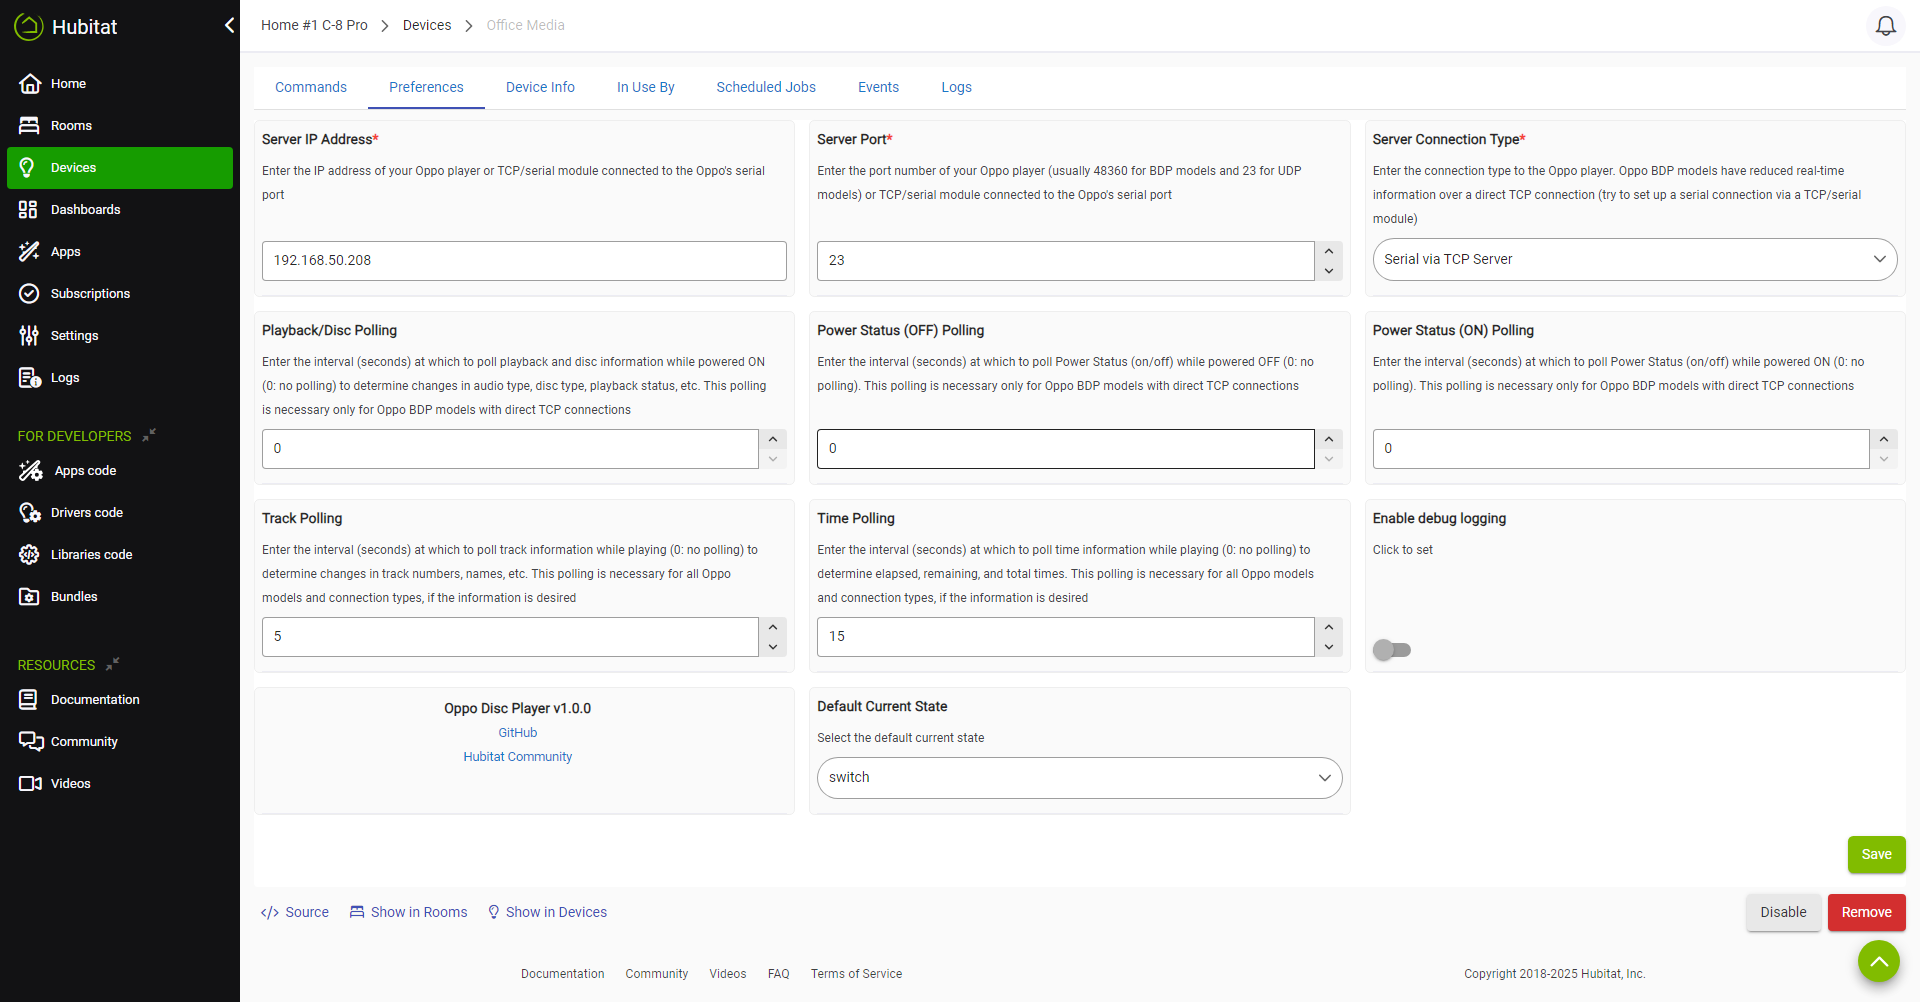 Hubitat
Home
Rooms
Devices
Dashboards
Apps
Subscriptions
Settings
Logs
FOR DEVELOPERS
Apps code
Drivers code
Libraries code
Bundles
RESOURCES
Documentation
Community
Videos
Home #1 C-8 Pro > Devices > Office Media
Commands Preferences Device Info In Use By Scheduled Jobs Events Logs
Server IP Address*
Enter the IP address of your Oppo player or TCP/serial module connected to the Oppo's serial
port
192.168.50.208
Server Port*
Enter the port number of your Oppo player (usually 48360 for BDP models and 23 for UDP
models) or TCP/serial module connected to the Oppo's serial port
23
Server Connection Type*
Enter the connection type to the Oppo player. Oppo BDP models have reduced real-time
information over a direct TCP connection (try to set up a serial connection via a TCP/serial
module)
Serial via TCP Server
Playback/Disc Polling
Enter the interval (seconds) at which to poll playback and disc information while powered ON
(0: no polling) to determine changes in audio type, disc type, playback status, etc. This polling
is necessary only for Oppo BDP models with direct TCP connections
0
Power Status (OFF) Polling
Enter the interval (seconds) at which to poll Power Status (on/off) while powered OFF (0: no
polling). This polling is necessary only for Oppo BDP models with direct TCP connections
0
Power Status (ON) Polling
Enter the interval (seconds) at which to poll Power Status (on/off) while powered ON (0: no
polling). This polling is necessary only for Oppo BDP models with direct TCP connections
0
Track Polling
Enter the interval (seconds) at which to poll track information while playing (0: no polling) to
determine changes in track numbers, names, etc. This polling is necessary for all Oppo
models and connection types, if the information is desired
5
Time Polling
Enter the interval (seconds) at which to poll time information while playing (0: no polling) to
determine elapsed, remaining, and total times. This polling is necessary for all Oppo models
and connection types, if the information is desired
15
Enable debug logging
Click to set
Oppo Disc Player v1.0.0
GitHub
Hubitat Community
Default Current State
Select the default current state
switch
Save
</> Source Show in Rooms Show in Devices
Disable Remove
Documentation Community Videos FAQ Terms of Service
Copyright 2018-2025 Hubitat, Inc.